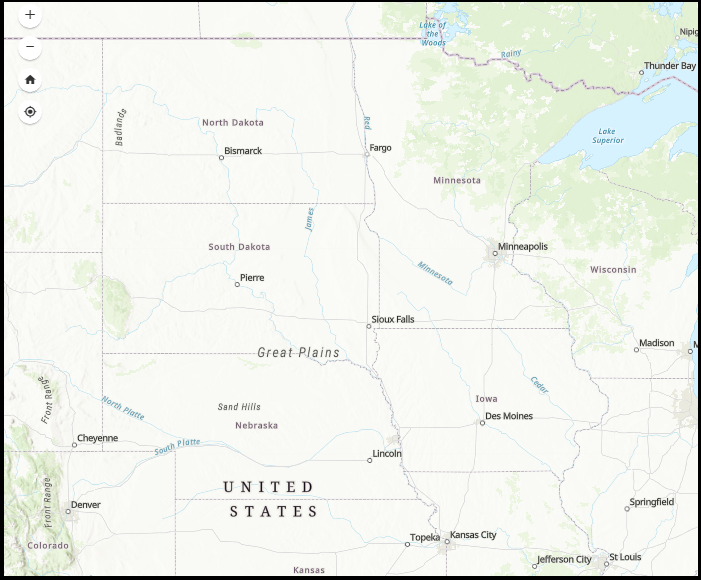 +
Lake of
the
Woods
Nipig
−
Rainy
Thunder Bay
Badlands
North Dakota
Red
Lake
Superior
Bismarck
Fargo
Minnesota
James
South Dakota
Minneapolis
Minnesota
Wisconsin
Pierre
Sioux Falls
Madison
M
Great Plains
Front Range
Cedar
North Platte
Sand Hills
Iowa
Nebraska
Des Moines
Cheyenne
South Platte
Lincoln
UNITED
STATES
Front Range
Denver
Springfield
Colorado
Topeka
Kansas City
Jefferson City
St Louis
Kansas